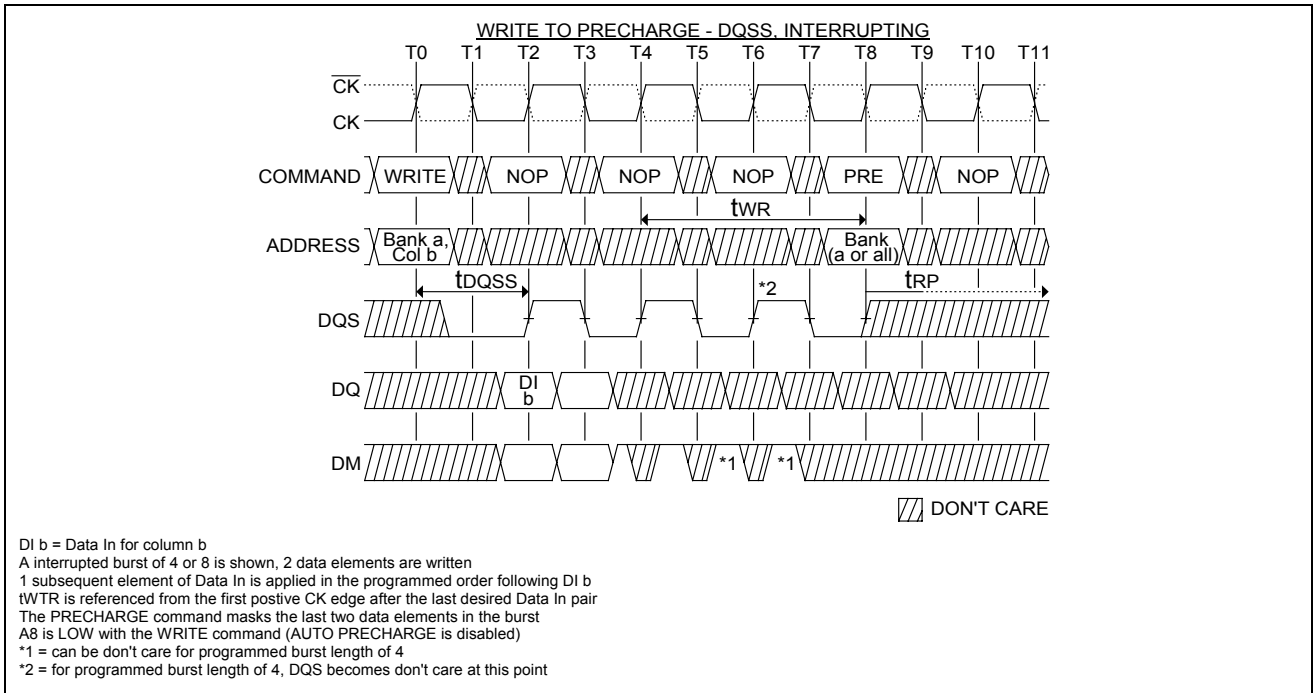 WRITE TO PRECHARGE - DQSS, INTERRUPTING
T0 T1 T2 T3 T4 T5 T6 T7 T8 T9 T10 T11
CK
CK
COMMAND WRITE NOP NOP NOP PRE NOP
tWR
ADDRESS Bank a, Col b Bank (a or all)
tDQSS *2 tRP
DQS
DQ DI b
DM *1 *1
DON'T CARE
DI b = Data In for column b
A interrupted burst of 4 or 8 is shown, 2 data elements are written
1 subsequent element of Data In is applied in the programmed order following DI b
tWTR is referenced from the first postive CK edge after the last desired Data In pair
The PRECHARGE command masks the last two data elements in the burst
A8 is LOW with the WRITE command (AUTO PRECHARGE is disabled)
*1 = can be don't care for programmed burst length of 4
*2 = for programmed burst length of 4, DQS becomes don't care at this point